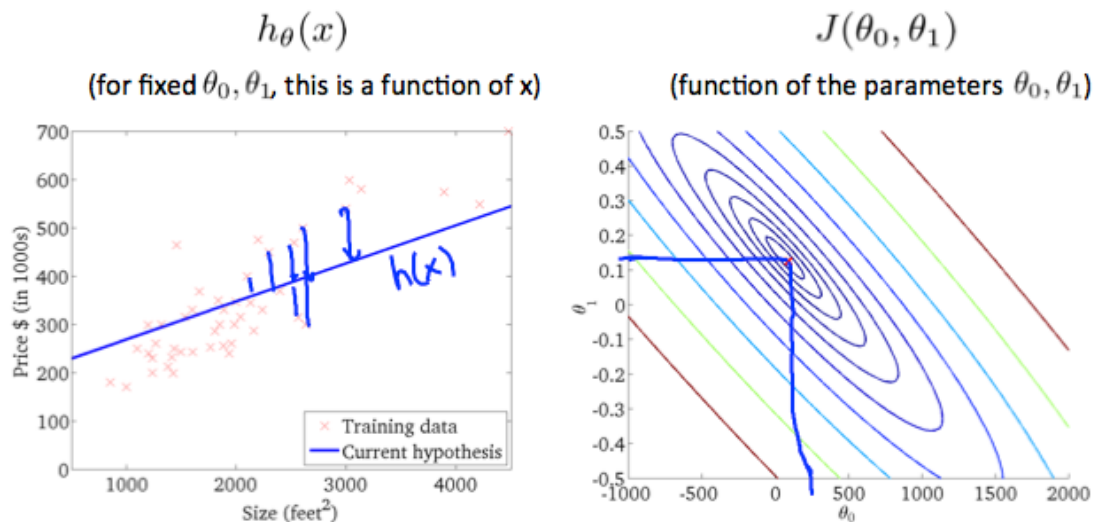 hθ(x)
(for fixed θ0, θ1, this is a function of x)
700
600
500
400
300
200
100
0
Price $ (in 1000s)
1000 2000 3000 4000
Size (feet²)
h(x)
Training data
Current hypothesis
J(θ0, θ1)
(function of the parameters θ0, θ1)
0.5
0.4
0.3
0.2
0.1
0
-0.1
-0.2
-0.3
-0.4
-0.5
θ1
-1000 -500 0 500 1000 1500 2000
θ0